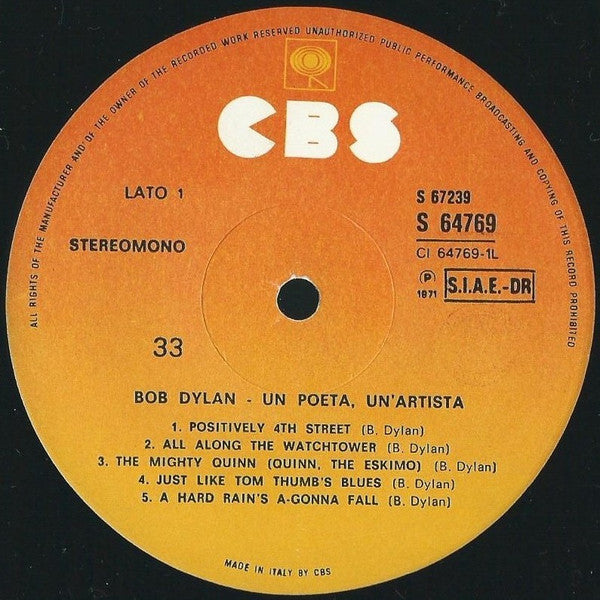 ALL RIGHTS OF THE MANUFACTURER AND OF THE OWNER OF THE RECORDED WORK RESERVED UNAUTHORIZED PUBLIC PERFORMANCE BROADCASTING AND COPYING OF THIS RECORD PROHIBITED
CBS
LATO 1
S 67239
S 64769
STEREOMONO
CI 64769-1L
℗ 1971
S.I.A.E.-DR
33
BOB DYLAN - UN POETA, UN'ARTISTA
1. POSITIVELY 4TH STREET (B. Dylan)
2. ALL ALONG THE WATCHTOWER (B. Dylan)
3. THE MIGHTY QUINN (QUINN, THE ESKIMO) (B. Dylan)
4. JUST LIKE TOM THUMB'S BLUES (B. Dylan)
5. A HARD RAIN'S A-GONNA FALL (B. Dylan)
MADE IN ITALY BY CBS